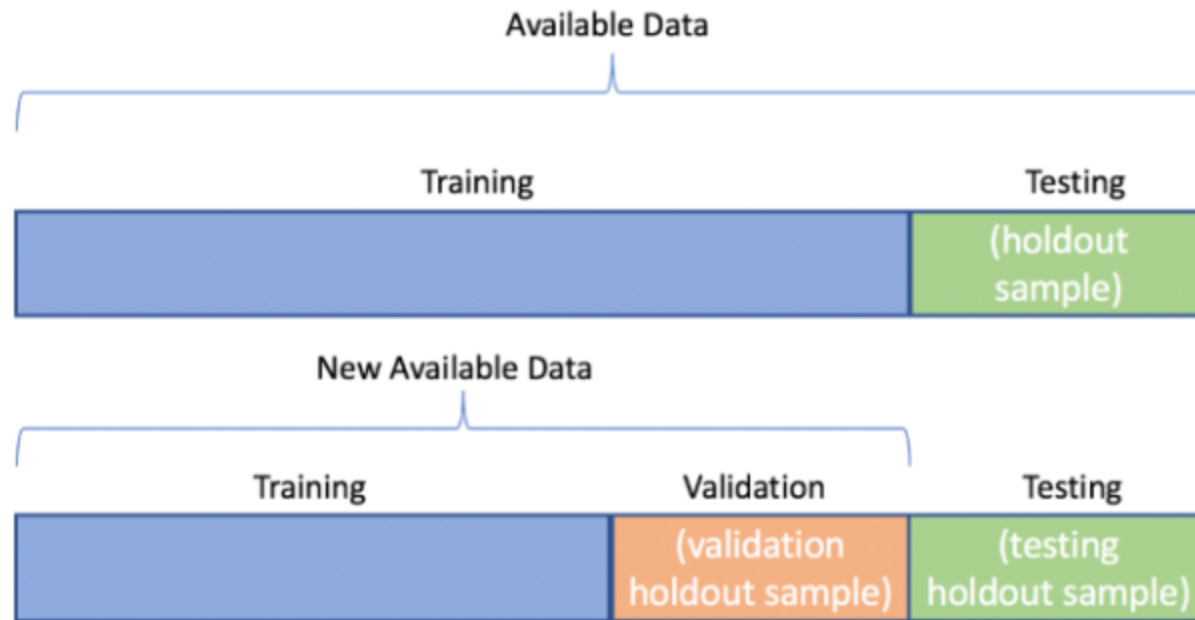 Available Data
Training
Testing
(holdout
sample)
New Available Data
Training
Validation
Testing
(validation
holdout sample)
(testing
holdout sample)